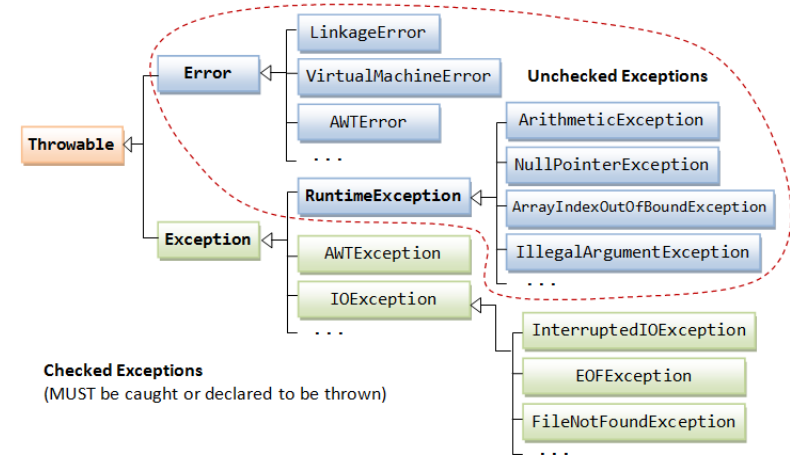 LinkageError
Error
VirtualMachineError
Unchecked Exceptions
AWTError
ArithmeticException
Throwable
...
NullPointerException
RuntimeException
ArrayIndexOutOfBoundException
Exception
AWTException
IllegalArgumentException
...
IOException
...
InterruptedIOException
Checked Exceptions
(MUST be caught or declared to be thrown)
EOFException
FileNotFoundException
...